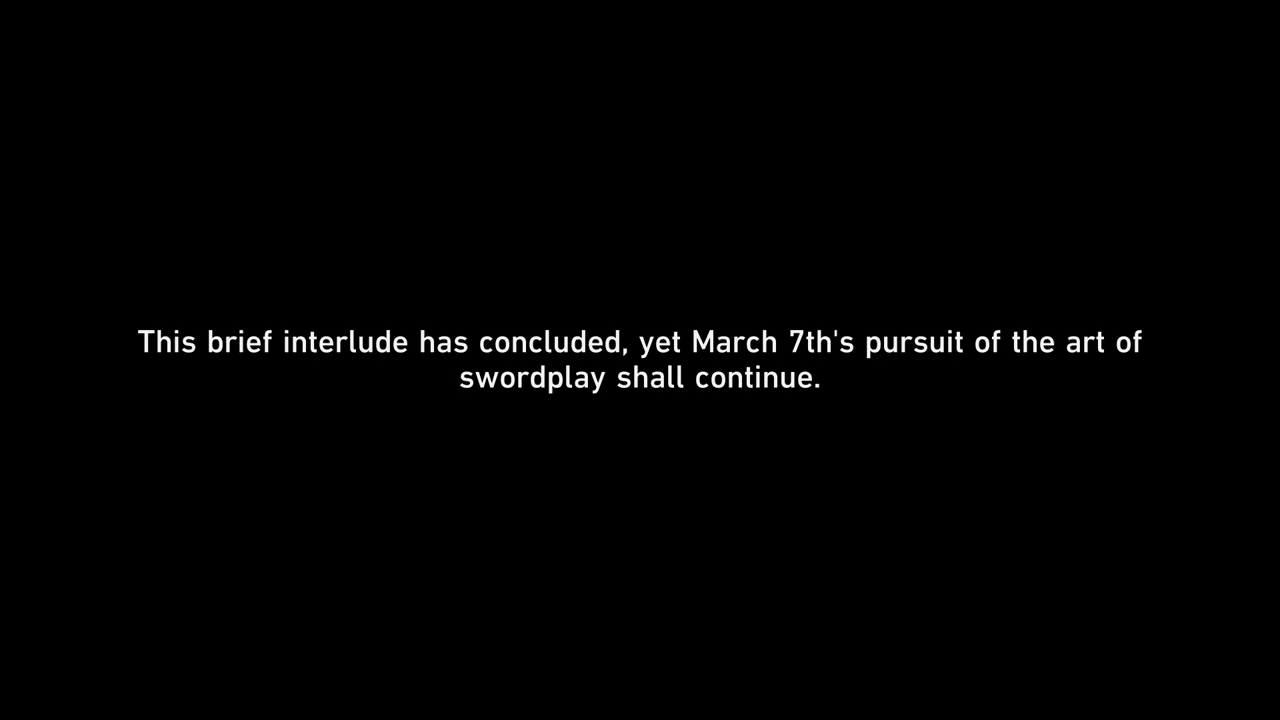 This brief interlude has concluded, yet March 7th's pursuit of the art of
swordplay shall continue.